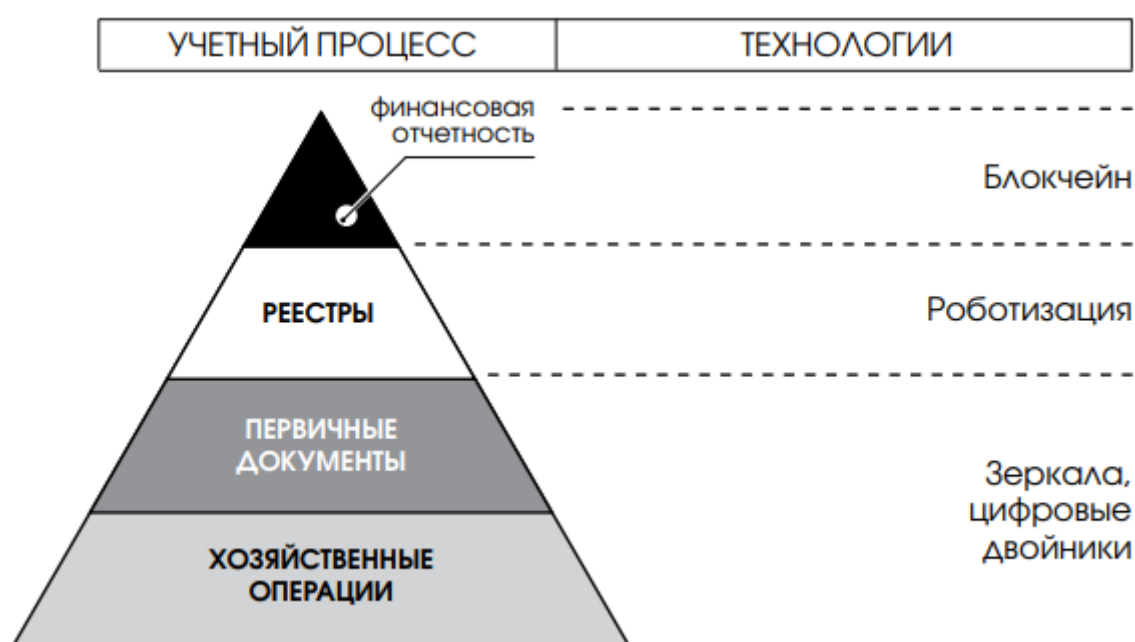 УЧЕТНЫЙ ПРОЦЕСС
ТЕХНОЛОГИИ
финансовая
отчетность
Блокчейн
РЕЕСТРЫ
Роботизация
ПЕРВИЧНЫЕ
ДОКУМЕНТЫ
Зеркала,
цифровые
двойники
ХОЗЯЙСТВЕННЫЕ
ОПЕРАЦИИ